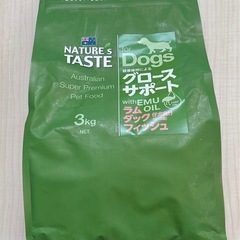 NATURE'S
TASTE
Australian
Super Premium
Pet Food
3kg
NET
Dogs
グロース
サポート
with EMU
OIL
ラム
ダック
フィッシュ